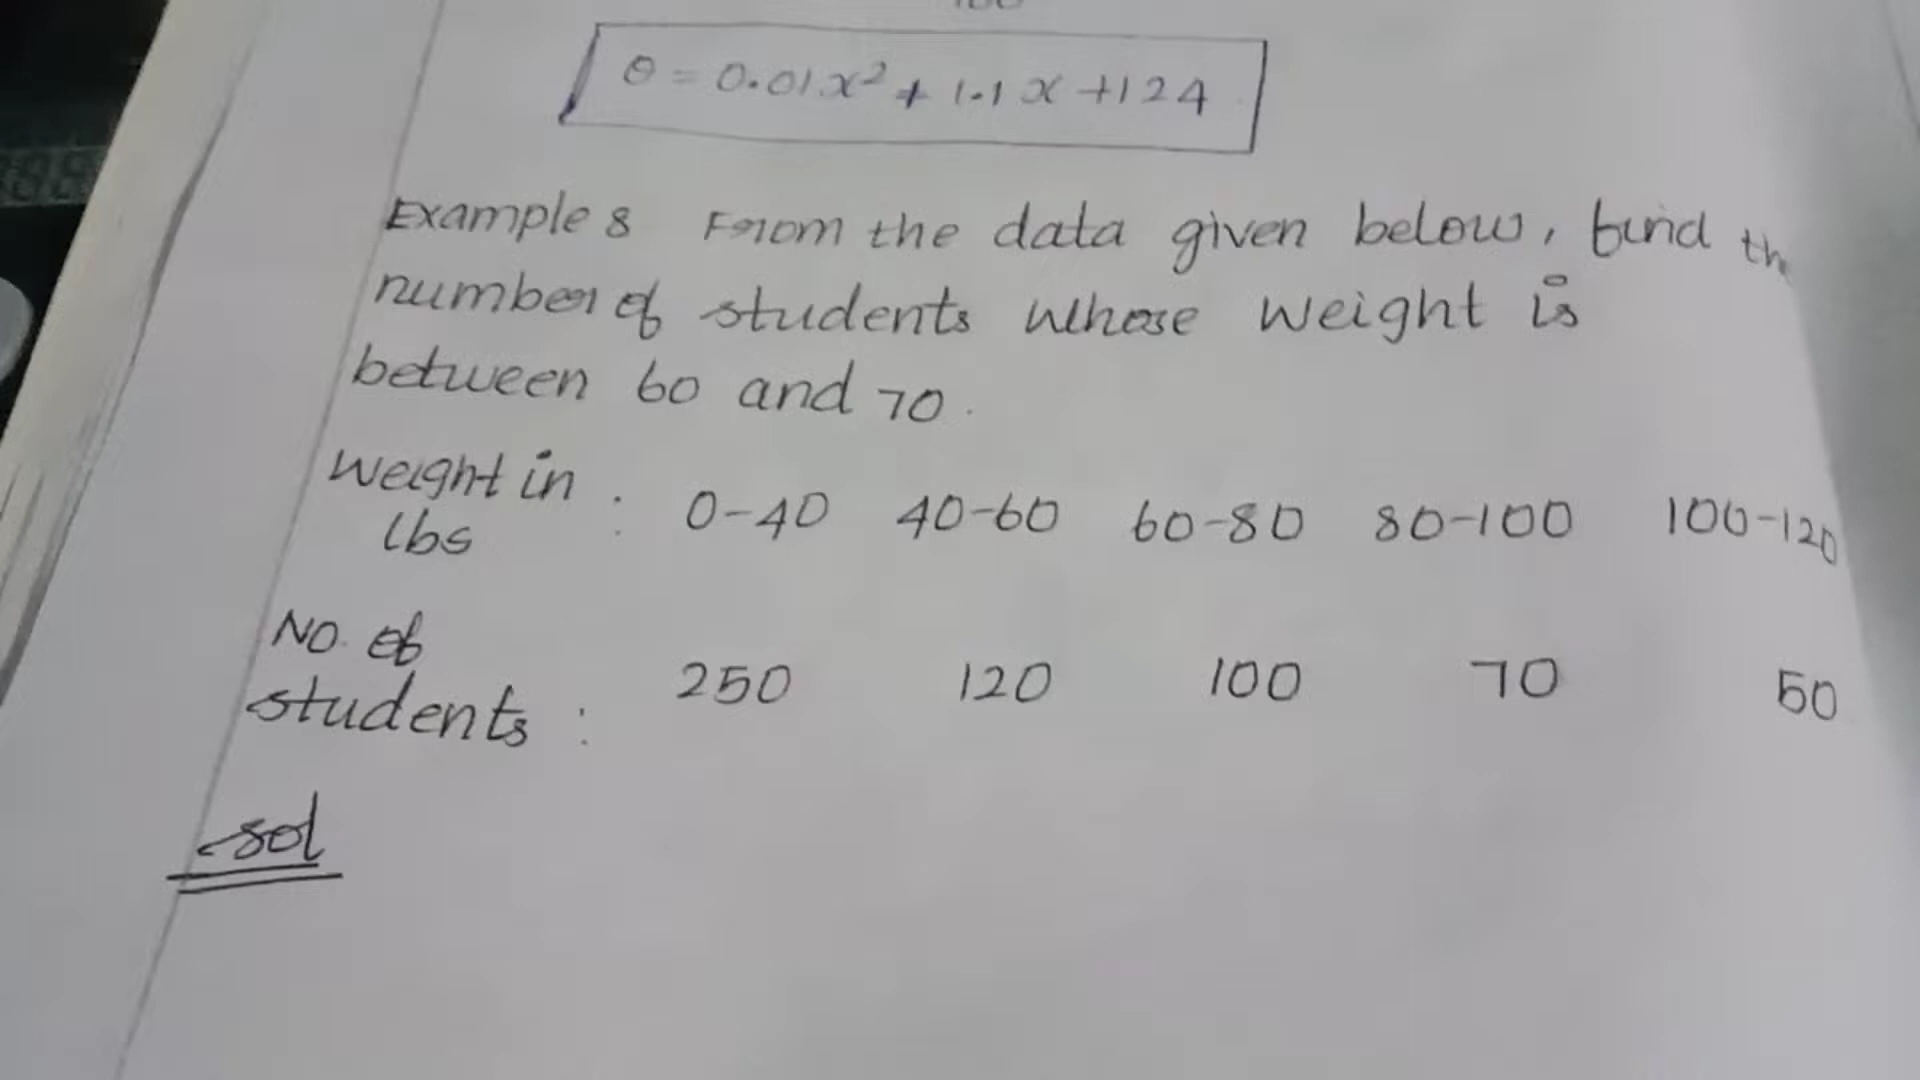 θ = 0.01x² + 1.1x + 124
Example 8 From the data given below, find the
number of students whose weight is
between 60 and 70.
Weight in
lbs : 0-40 40-60 60-80 80-100 100-120
No. of
students : 250 120 100 70 50
sol